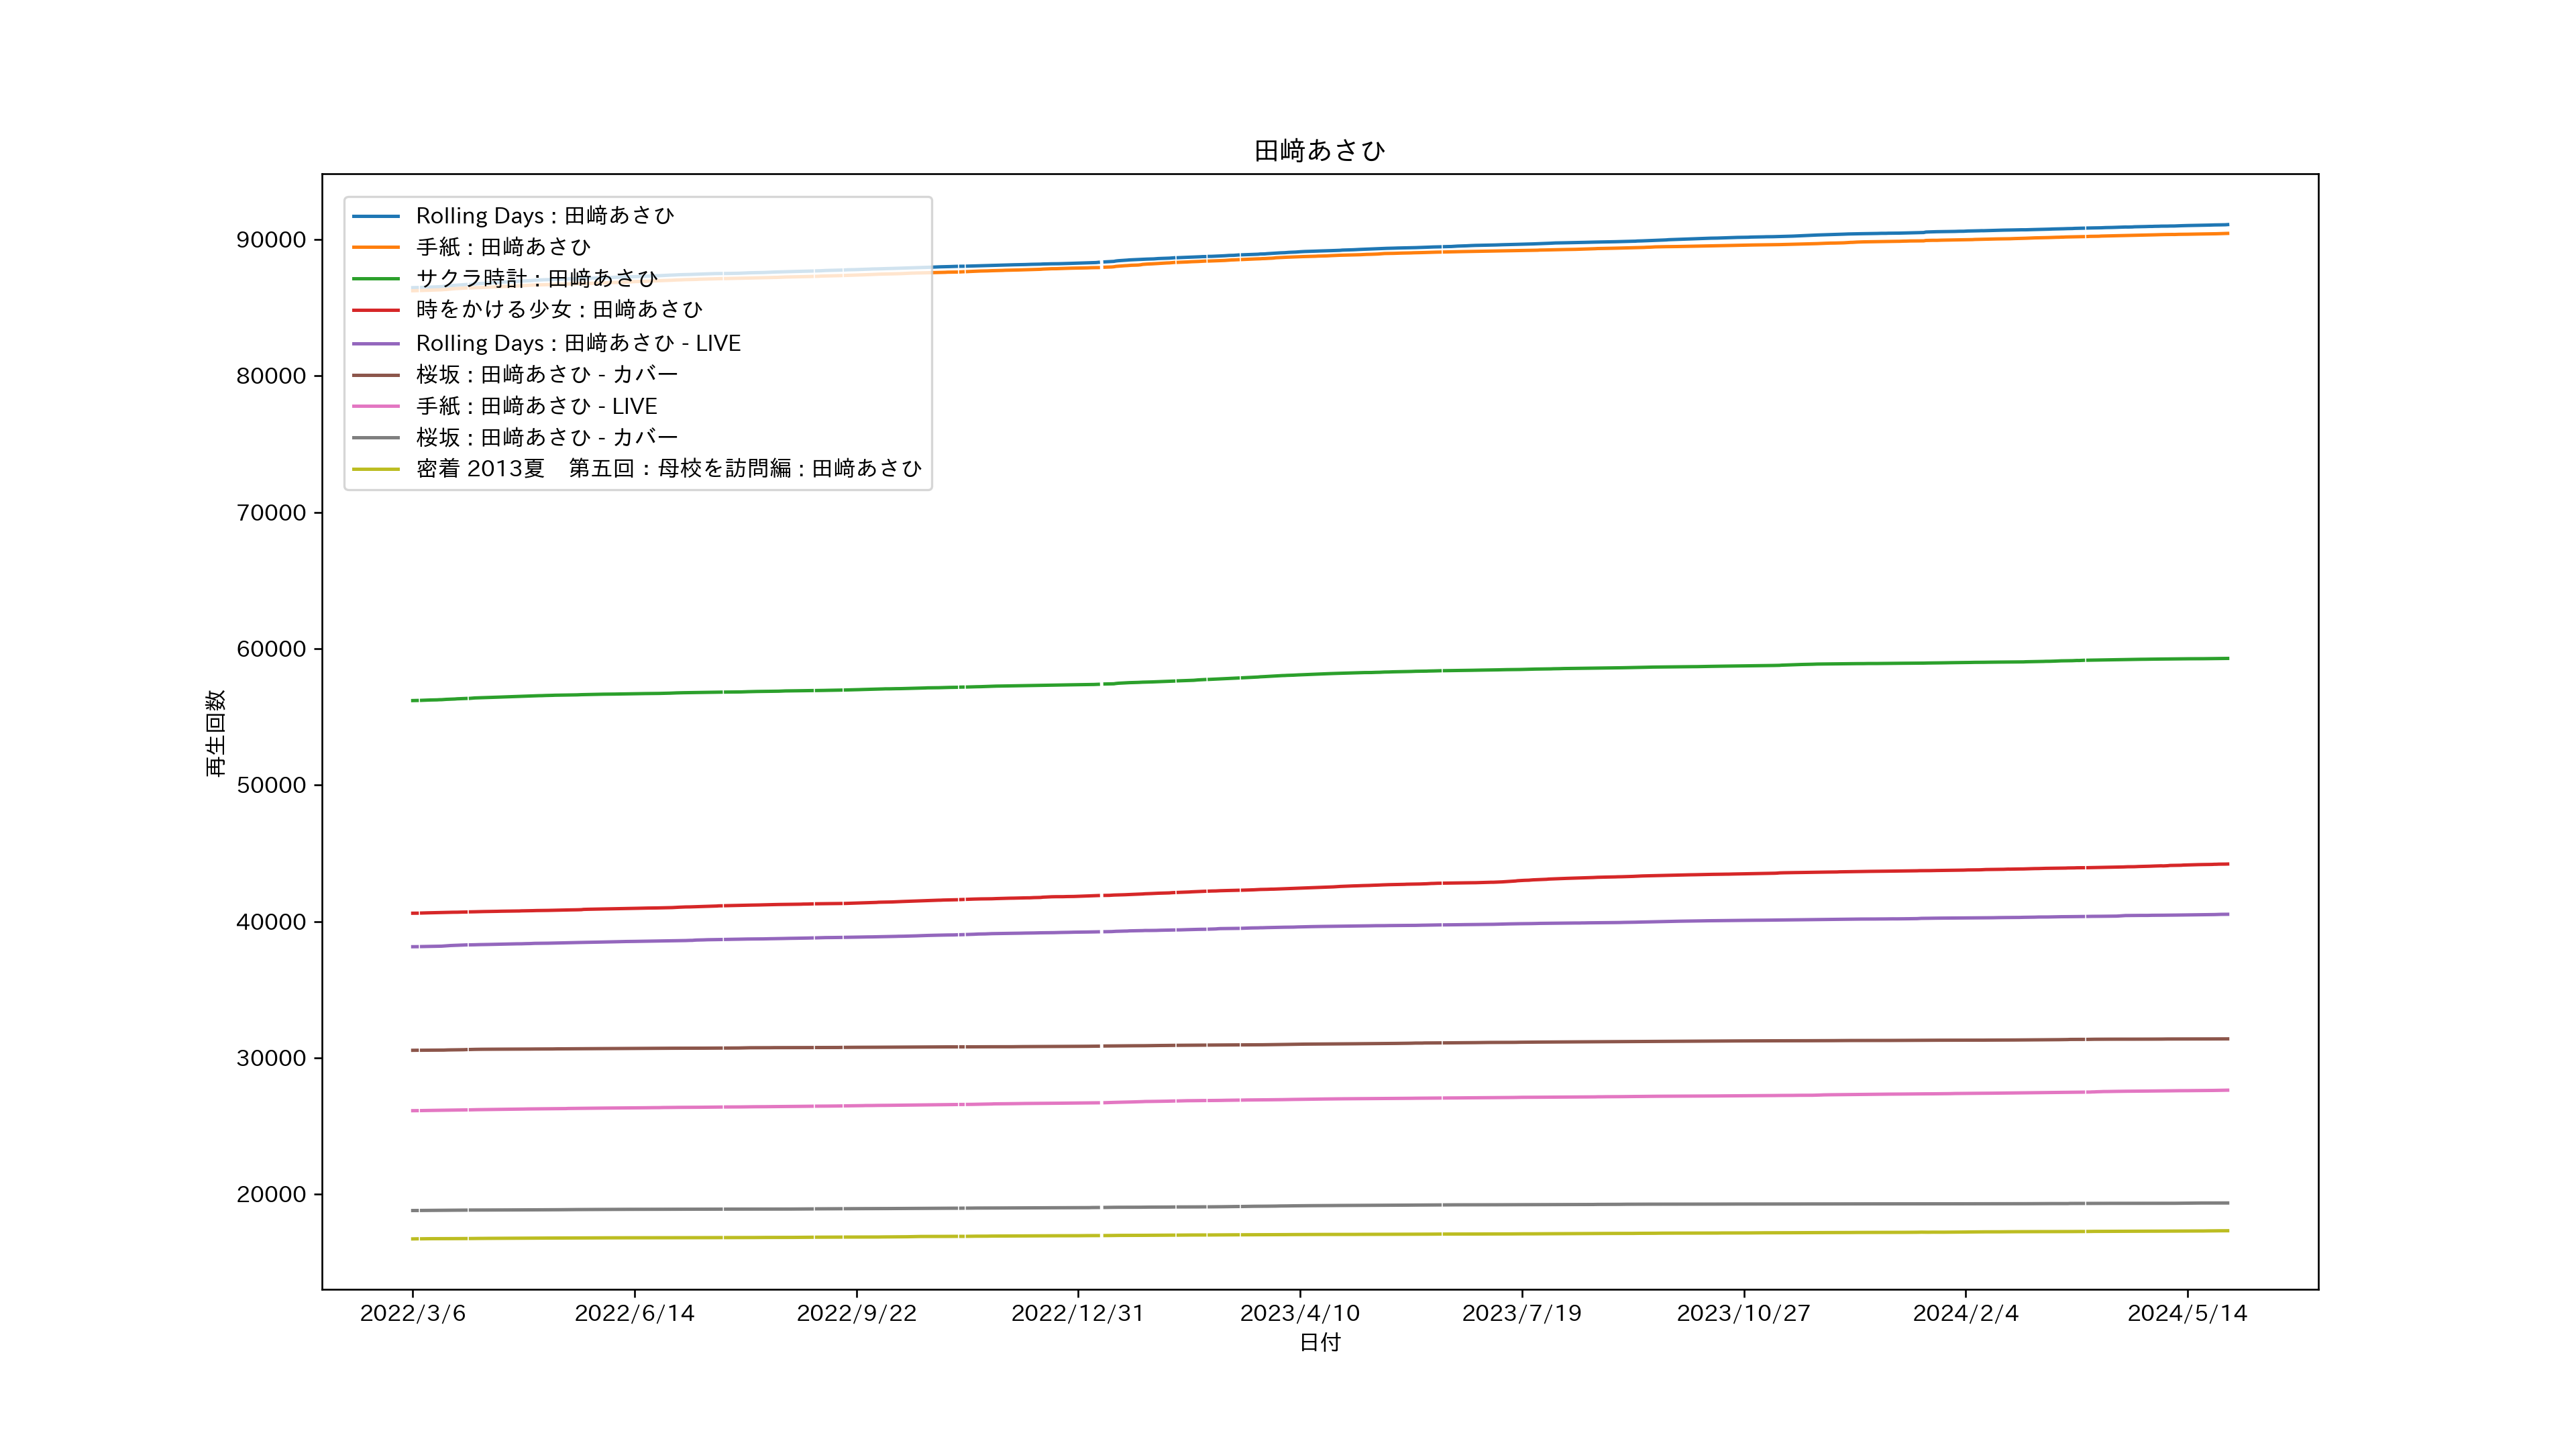 田﨑あさひ
Rolling Days : 田﨑あさひ
手紙 : 田﨑あさひ
サクラ時計 : 田﨑あさひ
時をかける少女 : 田﨑あさひ
Rolling Days : 田﨑あさひ - LIVE
桜坂 : 田﨑あさひ - カバー
手紙 : 田﨑あさひ - LIVE
桜坂 : 田﨑あさひ - カバー
密着 2013夏　第五回：母校を訪問編 : 田﨑あさひ
90000
80000
70000
60000
50000
40000
30000
20000
再生回数
2022/3/6 2022/6/14 2022/9/22 2022/12/31 2023/4/10 2023/7/19 2023/10/27 2024/2/4 2024/5/14
日付